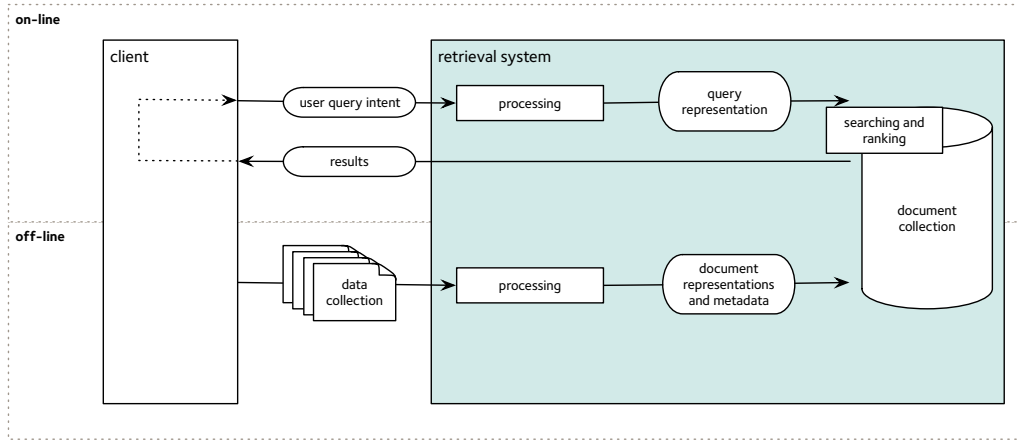 on-line
client
retrieval system
user query intent
processing
query
representation
searching and
ranking
results
document
collection
off-line
data
collection
processing
document
representations
and metadata